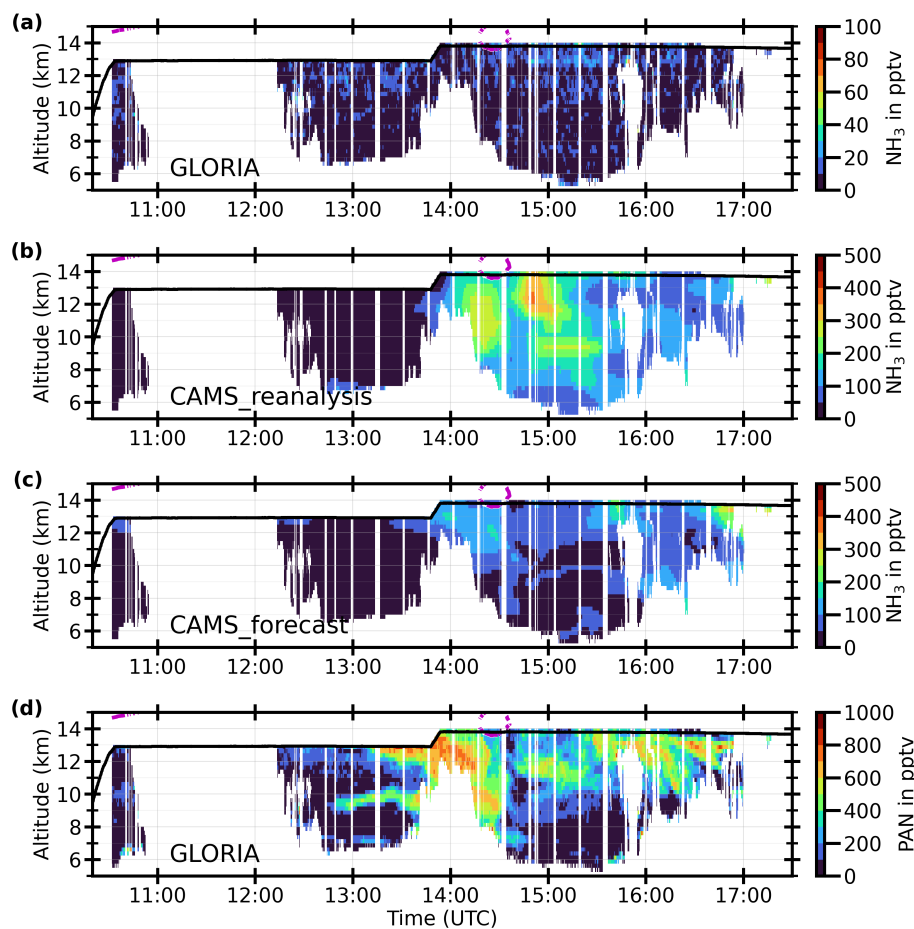 (a)
14
12
10
8
6
Altitude (km)
GLORIA
11:00 12:00 13:00 14:00 15:00 16:00 17:00
100
80
60
40
20
0
NH3 in pptv
(b)
14
12
10
8
6
Altitude (km)
CAMS_reanalysis
11:00 12:00 13:00 14:00 15:00 16:00 17:00
500
400
300
200
100
0
NH3 in pptv
(c)
14
12
10
8
6
Altitude (km)
CAMS_forecast
11:00 12:00 13:00 14:00 15:00 16:00 17:00
500
400
300
200
100
0
NH3 in pptv
(d)
14
12
10
8
6
Altitude (km)
GLORIA
11:00 12:00 13:00 14:00 15:00 16:00 17:00
Time (UTC)
1000
800
600
400
200
0
PAN in pptv